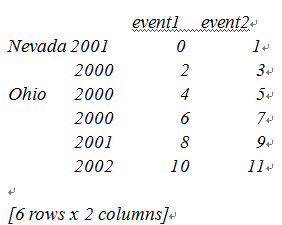 event1 event2
Nevada 2001 0 1
2000 2 3
Ohio 2000 4 5
2000 6 7
2001 8 9
2002 10 11
[6 rows x 2 columns]